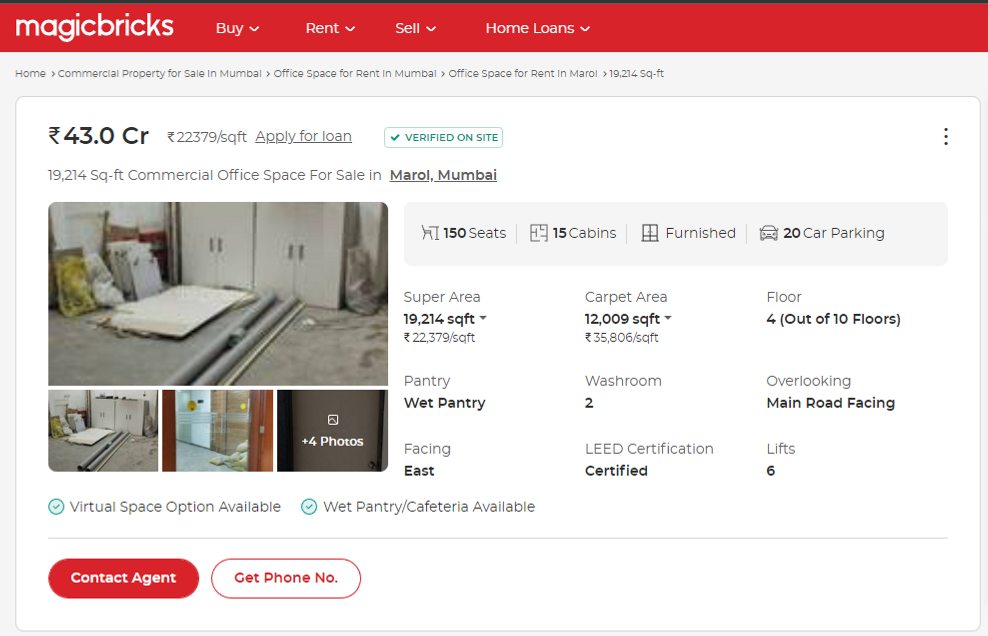 magicbricks
Buy
Rent
Sell
Home Loans
Home > Commercial Property for Sale in Mumbai > Office Space for Rent in Mumbai > Office Space for Rent in Marol > 19,214 Sq-ft
₹43.0 Cr ₹22379/sqft Apply for loan VERIFIED ON SITE
19,214 Sq-ft Commercial Office Space For Sale in Marol, Mumbai
150 Seats
15 Cabins
Furnished
20 Car Parking
Super Area
19,214 sqft
₹22,379/sqft
Carpet Area
12,009 sqft
₹35,806/sqft
Floor
4 (Out of 10 Floors)
Pantry
Wet Pantry
Washroom
2
Overlooking
Main Road Facing
Facing
East
LEED Certification
Certified
Lifts
6
+4 Photos
Virtual Space Option Available
Wet Pantry/Cafeteria Available
Contact Agent
Get Phone No.